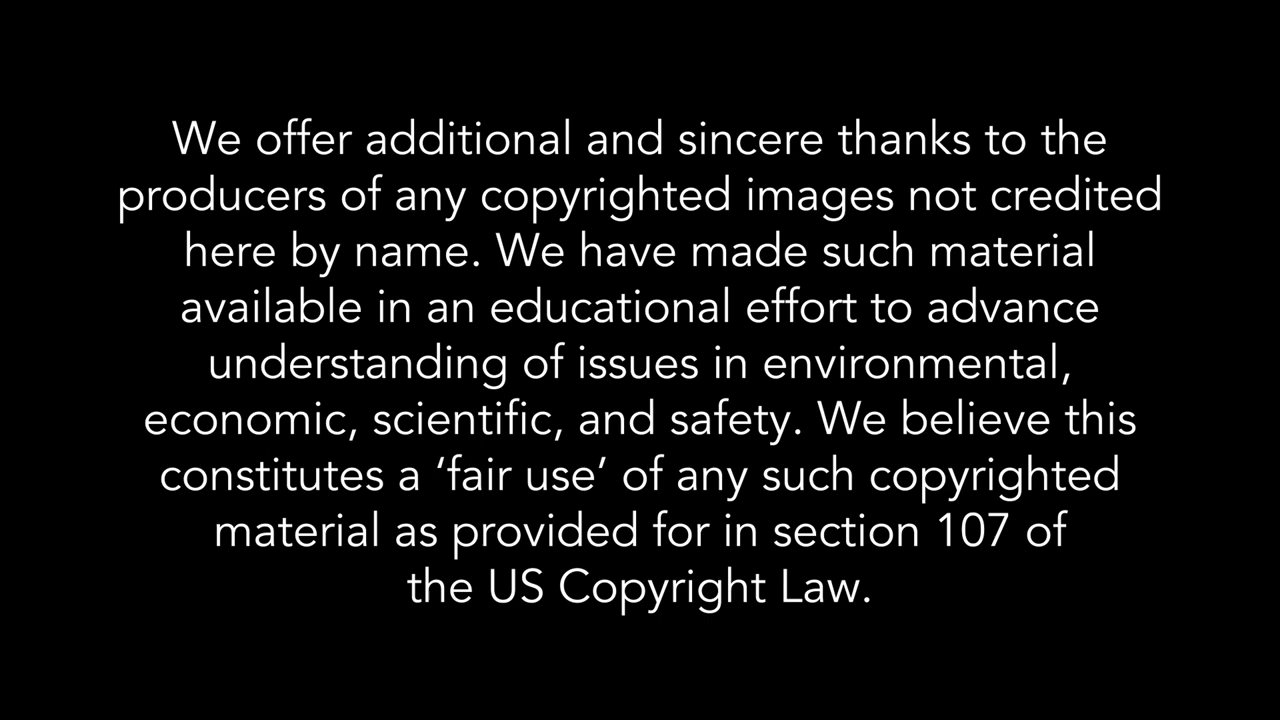 We offer additional and sincere thanks to the
producers of any copyrighted images not credited
here by name. We have made such material
available in an educational effort to advance
understanding of issues in environmental,
economic, scientific, and safety. We believe this
constitutes a ‘fair use’ of any such copyrighted
material as provided for in section 107 of
the US Copyright Law.